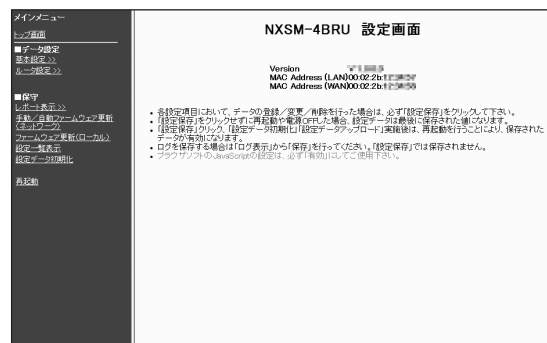 メインメニュー
トップ画面
■データ設定
基本設定 >>
ルータ設定 >>
■保守
レポート表示 >>
手動/自動ファームウェア更新
(ネットワーク)
ファームウェア更新(ローカル)
設定一覧表示
設定データ初期化
再起動
NXSM-4BRU 設定画面
Version
MAC Address (LAN)00:02:2b:
MAC Address (WAN)00:02:2b:
・ 各設定項目において、データの登録/変更/削除を行った場合は、必ず「設定保存」をクリックして下さい。
・ 「設定保存」をクリックせずに再起動や電源OFFした場合、設定データは最後に保存された値になります。
・ 「設定保存」クリック、「設定データ初期化」「設定データアップロード」実施後は、再起動を行うことにより、保存された
データが有効になります。
・ ログを保存する場合は「ログ表示」から「保存」を行ってください。「設定保存」では保存されません。
・ ブラウザソフトのJavaScriptの設定は、必ず「有効」にしてご使用下さい。